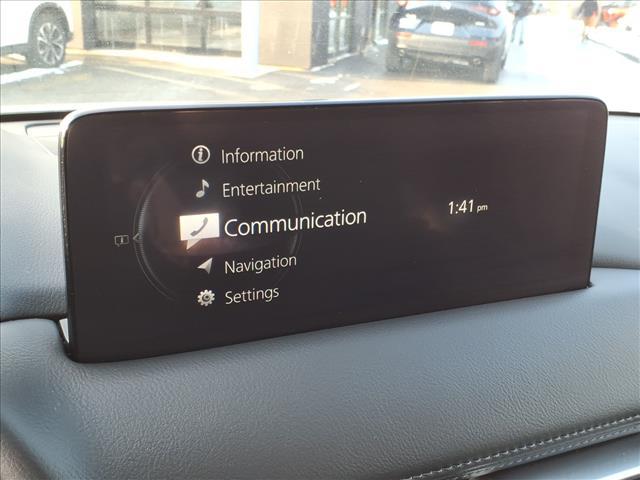 Information
Entertainment
Communication
1:41 pm
Navigation
Settings